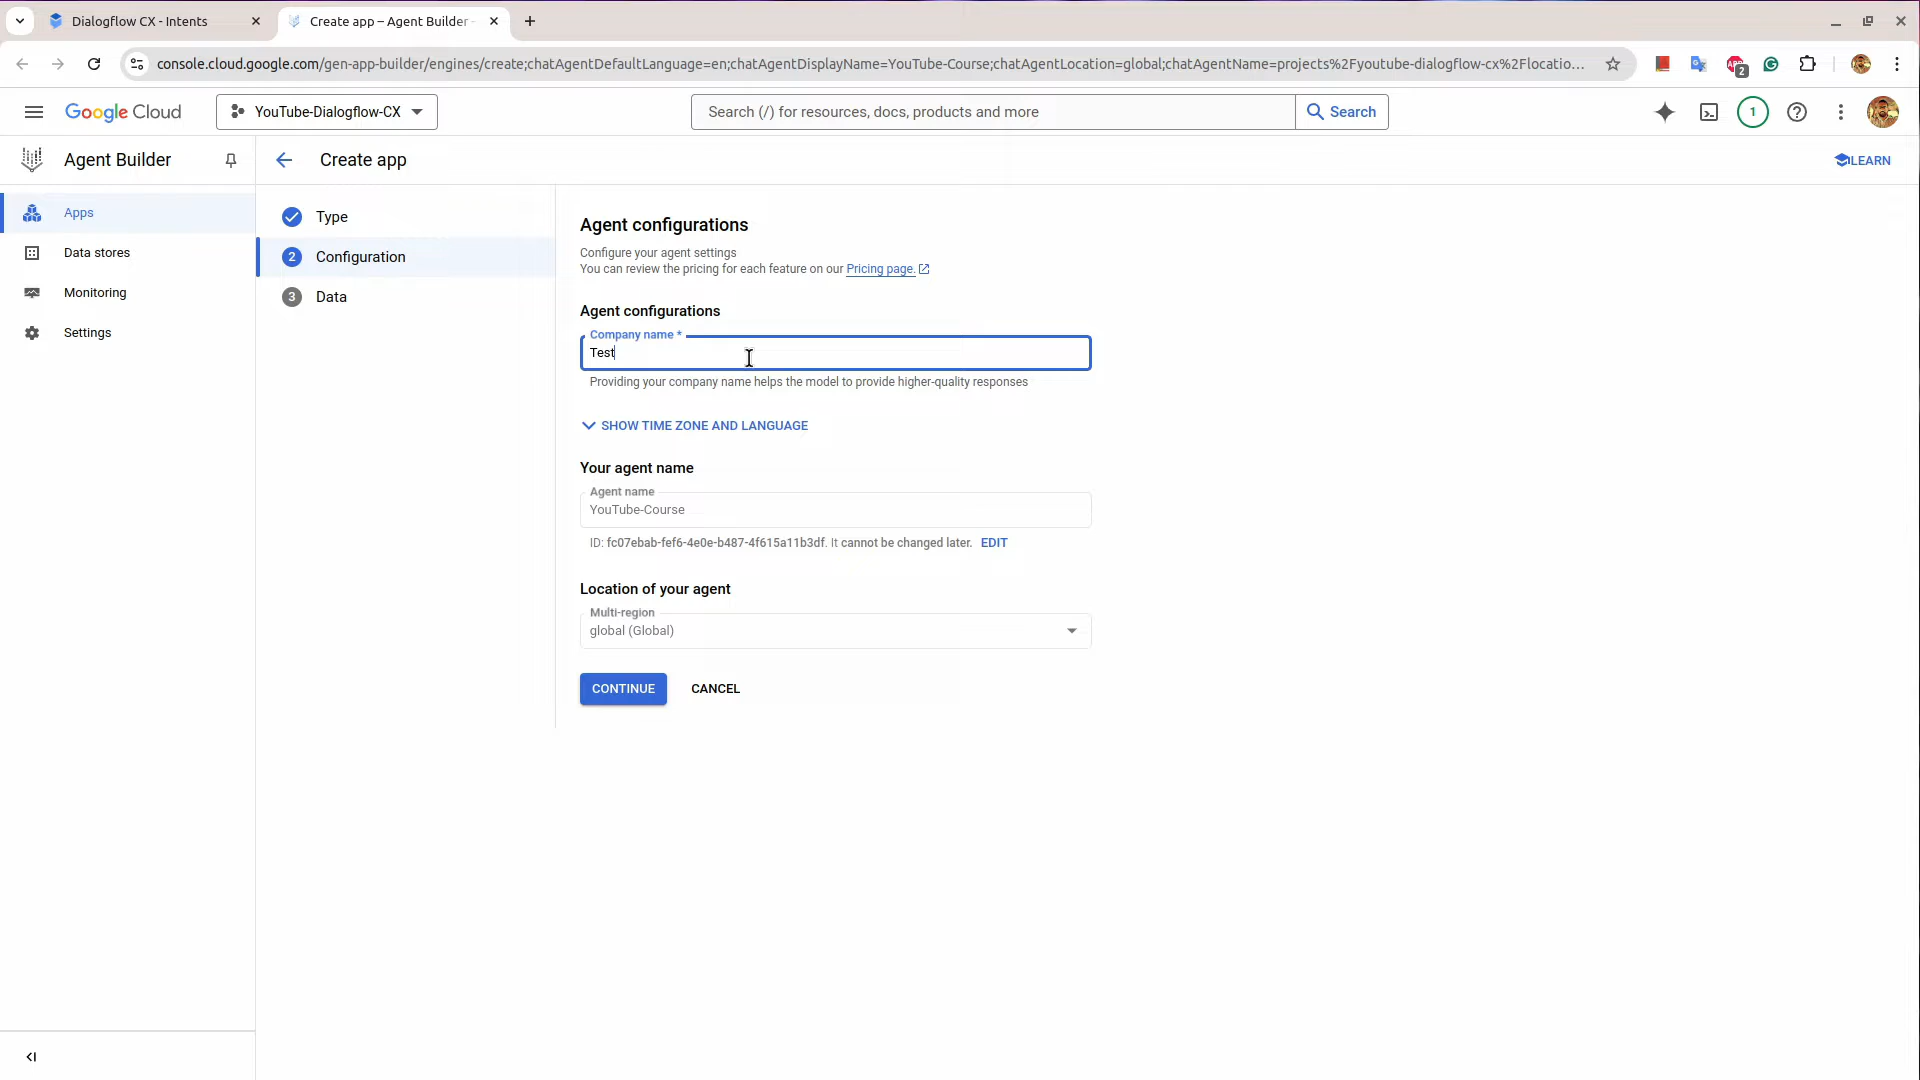 Dialogflow CX - Intents
Create app – Agent Builder -
console.cloud.google.com/gen-app-builder/engines/create;chatAgentDefaultLanguage=en;chatAgentDisplayName=YouTube-Course;chatAgentLocation=global;chatAgentName=projects%2Fyoutube-dialogflow-cx%2Flocatio...
2
Google Cloud
YouTube-Dialogflow-CX
Search (/) for resources, docs, products and more
Search
1
Agent Builder
Create app
LEARN
Apps
Data stores
Monitoring
Settings
Type
2 Configuration
3 Data
Agent configurations
Configure your agent settings
You can review the pricing for each feature on our Pricing page.
Agent configurations
Company name *
Test
Providing your company name helps the model to provide higher-quality responses
SHOW TIME ZONE AND LANGUAGE
Your agent name
Agent name
YouTube-Course
ID: fc07ebab-fef6-4e0e-b487-4f615a11b3df. It cannot be changed later. EDIT
Location of your agent
Multi-region
global (Global)
CONTINUE
CANCEL